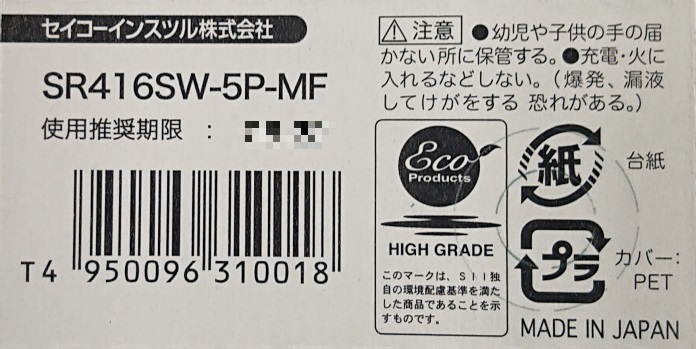 セイコーインスツル株式会社
SR416SW-5P-MF
使用推奨期限 :
T4 950096 310018
⚠注意 ●幼児や子供の手の届
かない所に保管する。●充電・火に
入れるなどしない。(爆発、漏液
してけがをする 恐れがある。)
Eco
Products
HIGH GRADE
このマークは、SII独
自の環境配慮基準を満た
した商品であることを示
すものです。
紙
台紙
プラ
カバー:
PET
MADE IN JAPAN